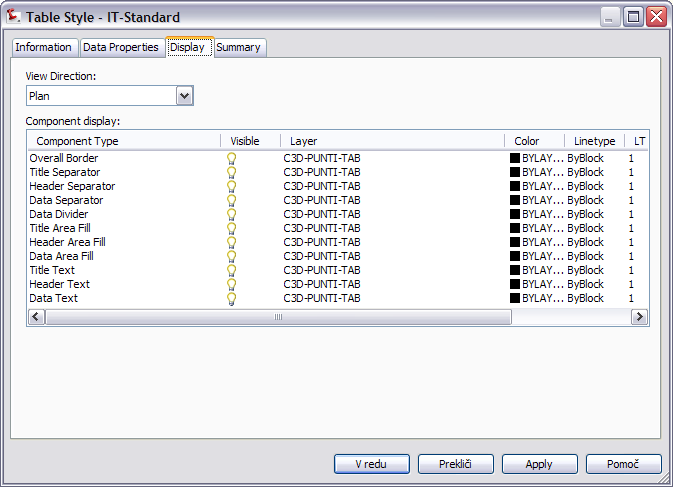 Table Style - IT-Standard
Information Data Properties Display Summary
View Direction:
Plan
Component display:
Component Type Visible Layer Color Linetype LT
Overall Border C3D-PUNTI-TAB BYLAY... ByBlock 1
Title Separator C3D-PUNTI-TAB BYLAY... ByBlock 1
Header Separator C3D-PUNTI-TAB BYLAY... ByBlock 1
Data Separator C3D-PUNTI-TAB BYLAY... ByBlock 1
Data Divider C3D-PUNTI-TAB BYLAY... ByBlock 1
Title Area Fill C3D-PUNTI-TAB BYLAY... ByBlock 1
Header Area Fill C3D-PUNTI-TAB BYLAY... ByBlock 1
Data Area Fill C3D-PUNTI-TAB BYLAY... ByBlock 1
Title Text C3D-PUNTI-TAB BYLAY... ByBlock 1
Header Text C3D-PUNTI-TAB BYLAY... ByBlock 1
Data Text C3D-PUNTI-TAB BYLAY... ByBlock 1
V redu Prekliči Apply Pomoč